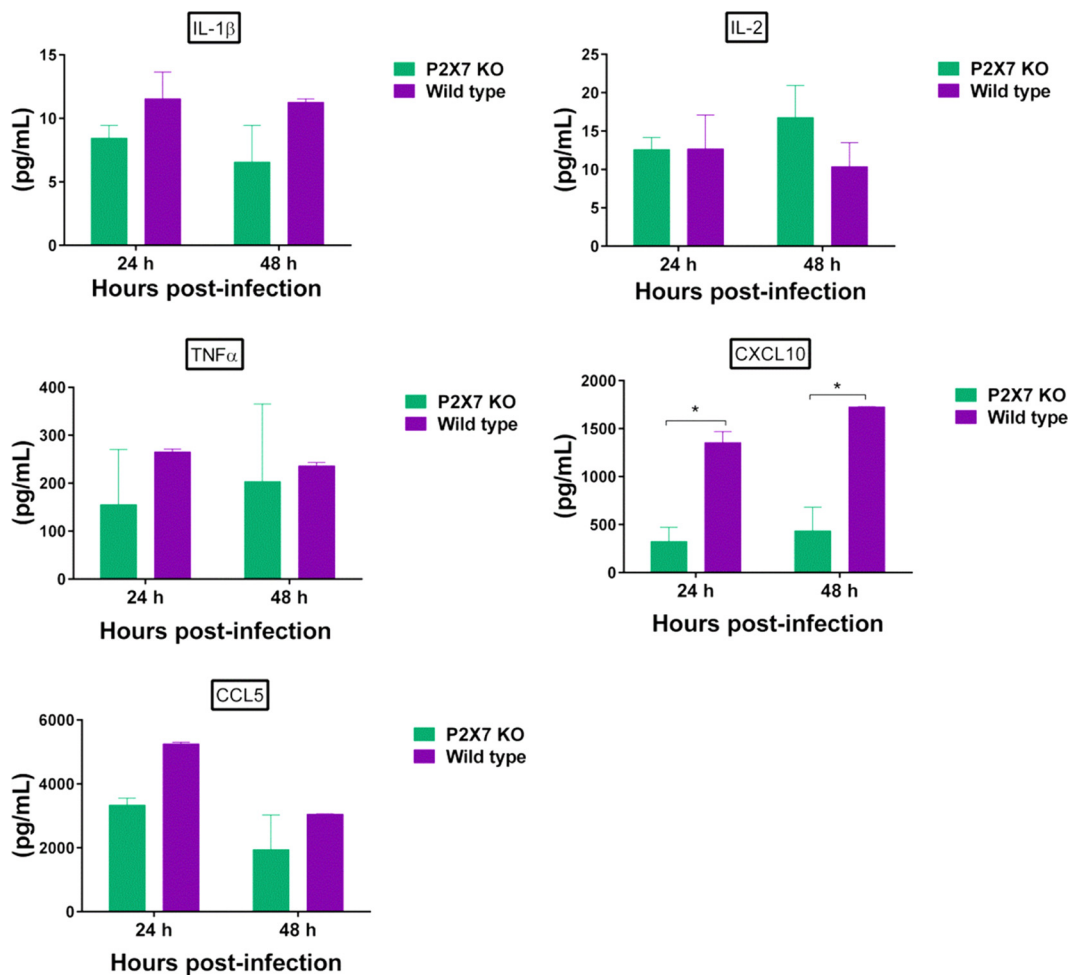 IL-1β
15
10
5
0
(pg/mL)
24 h 48 h
Hours post-infection
P2X7 KO
Wild type
IL-2
25
20
15
10
5
0
(pg/mL)
24 h 48 h
Hours post-infection
P2X7 KO
Wild type
TNFα
400
300
200
100
0
(pg/mL)
24 h 48 h
Hours post-infection
P2X7 KO
Wild type
CXCL10
2000
1500
1000
500
0
(pg/mL)
* *
24 h 48 h
Hours post-infection
P2X7 KO
Wild type
CCL5
6000
4000
2000
0
(pg/mL)
24 h 48 h
Hours post-infection
P2X7 KO
Wild type